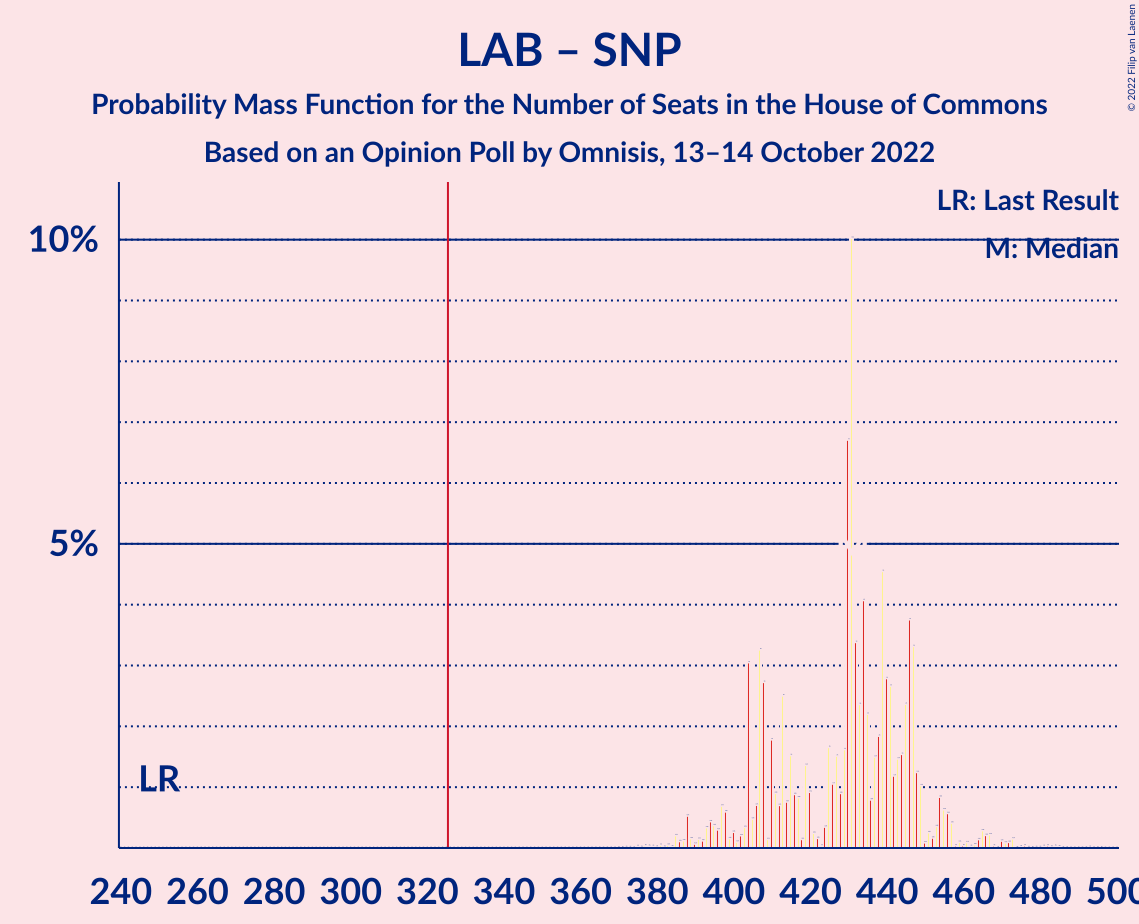 LAB – SNP
Probability Mass Function for the Number of Seats in the House of Commons
Based on an Opinion Poll by Omnisis, 13–14 October 2022
© 2022 Filip van Laenen
LR: Last Result
M: Median
10%
5%
LR
240 260 280 300 320 340 360 380 400 420 440 460 480 500